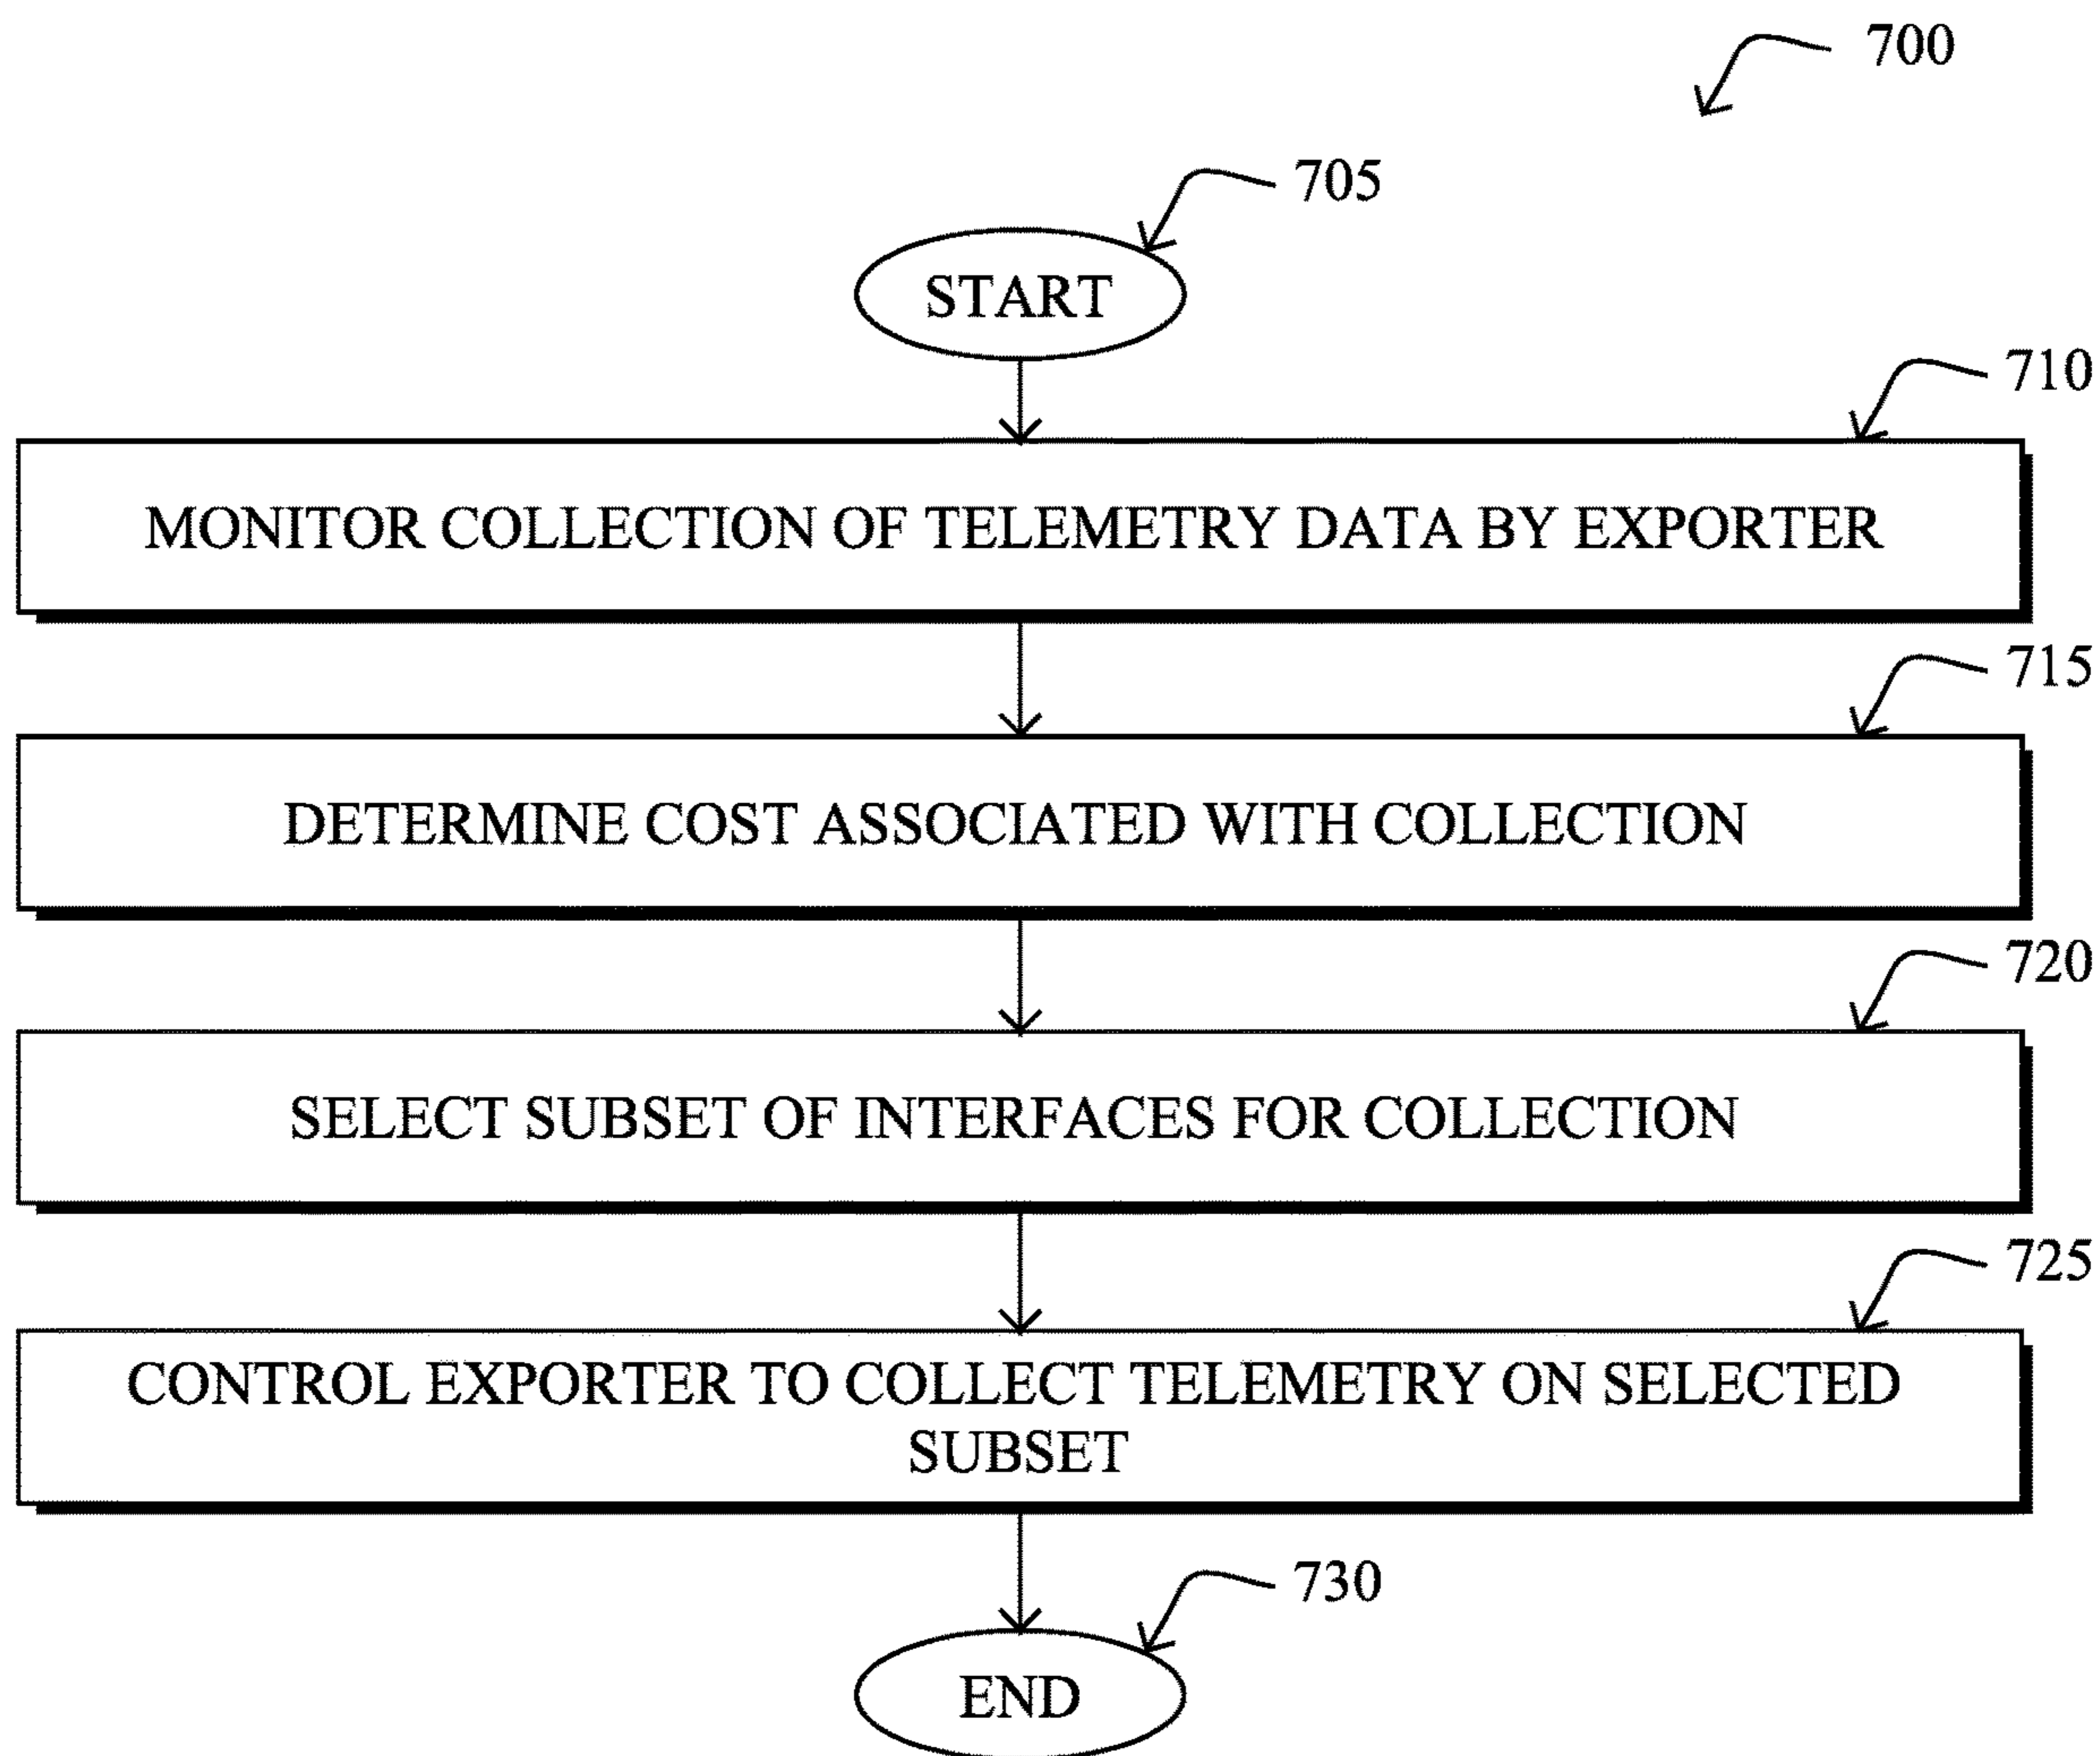 700
705
START
710
MONITOR COLLECTION OF TELEMETRY DATA BY EXPORTER
715
DETERMINE COST ASSOCIATED WITH COLLECTION
720
SELECT SUBSET OF INTERFACES FOR COLLECTION
725
CONTROL EXPORTER TO COLLECT TELEMETRY ON SELECTED
SUBSET
730
END